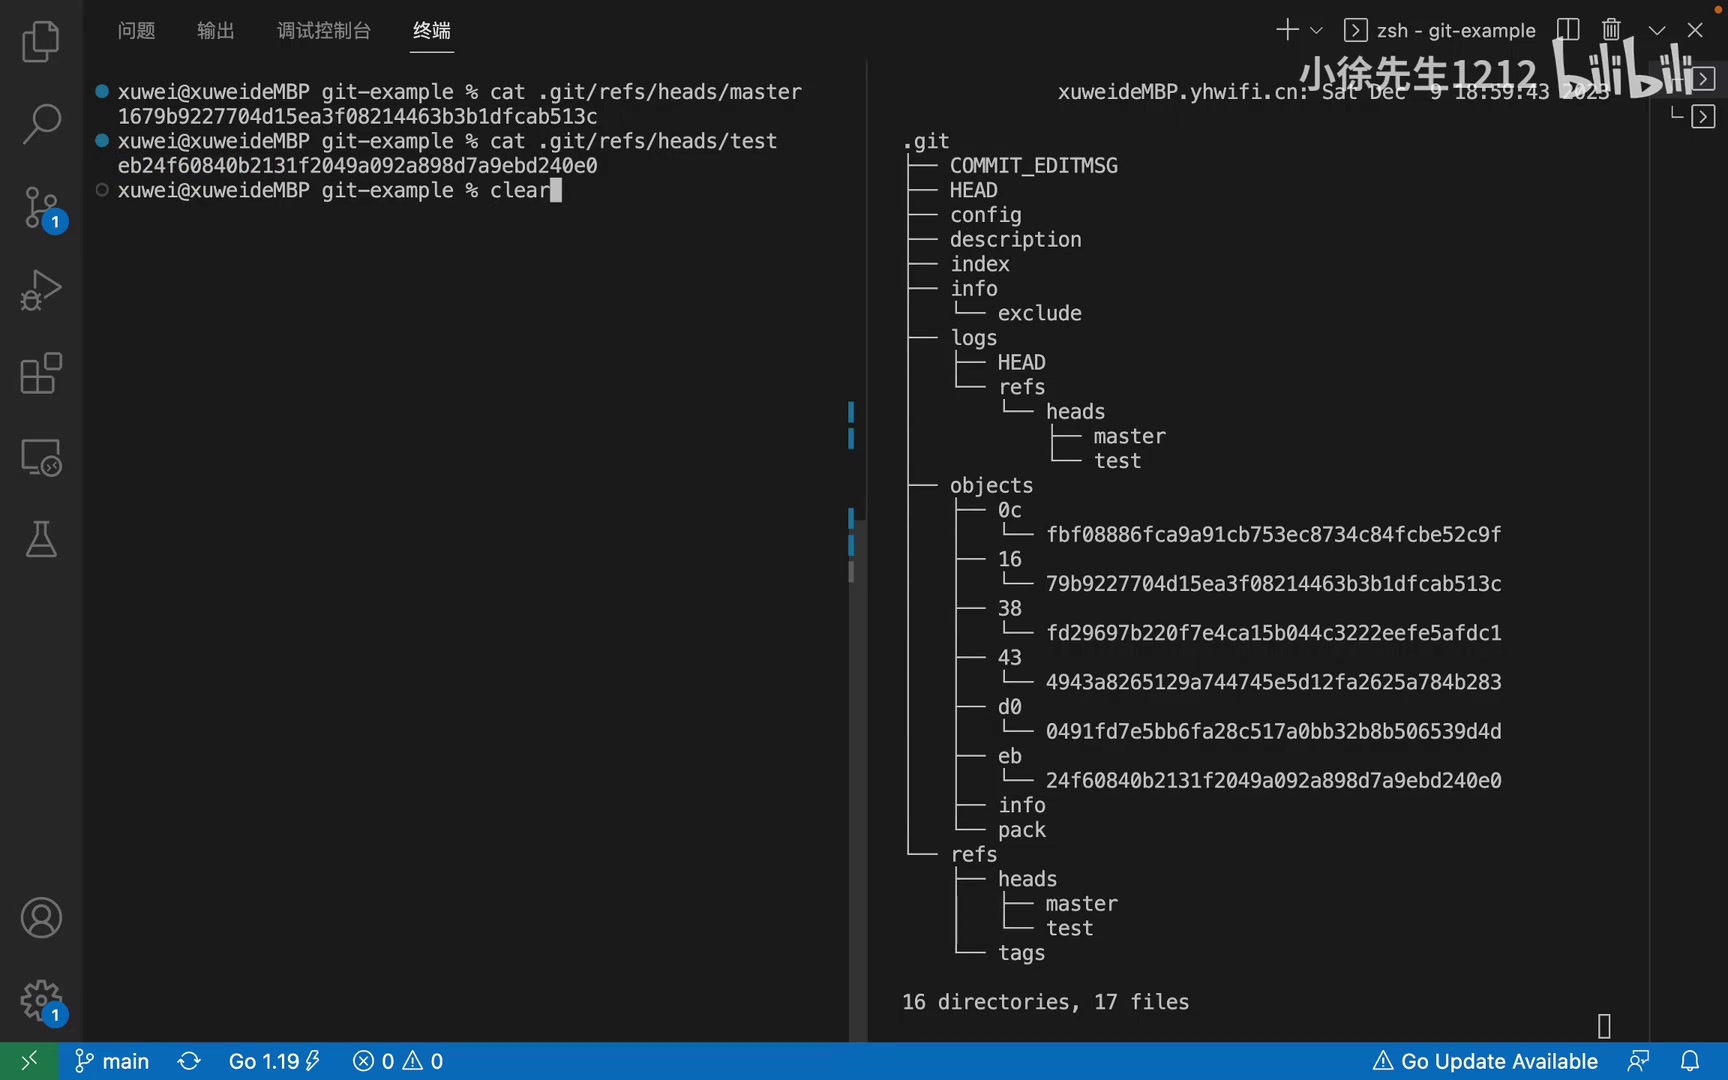 问题 输出 调试控制台 终端
zsh - git-example
小徐先生1212 bilibili
xuwei@xuweideMBP git-example % cat .git/refs/heads/master
1679b9227704d15ea3f08214463b3b1dfcab513c
xuwei@xuweideMBP git-example % cat .git/refs/heads/test
eb24f60840b2131f2049a092a898d7a9ebd240e0
xuwei@xuweideMBP git-example % clear
xuweideMBP.yhwifi.cn: Sat Dec 9 18:59:43 2023
.git
├── COMMIT_EDITMSG
├── HEAD
├── config
├── description
├── index
├── info
│   └── exclude
├── logs
│   ├── HEAD
│   └── refs
│       └── heads
│           ├── master
│           └── test
├── objects
│   ├── 0c
│   │   └── fbf08886fca9a91cb753ec8734c84fcbe52c9f
│   ├── 16
│   │   └── 79b9227704d15ea3f08214463b3b1dfcab513c
│   ├── 38
│   │   └── fd29697b220f7e4ca15b044c3222eefe5afdc1
│   ├── 43
│   │   └── 4943a8265129a744745e5d12fa2625a784b283
│   ├── d0
│   │   └── 0491fd7e5bb6fa28c517a0bb32b8b506539d4d
│   ├── eb
│   │   └── 24f60840b2131f2049a092a898d7a9ebd240e0
│   ├── info
│   └── pack
└── refs
    ├── heads
    │   ├── master
    │   └── test
    └── tags
16 directories, 17 files
1
1
main Go 1.19 0 0 Go Update Available